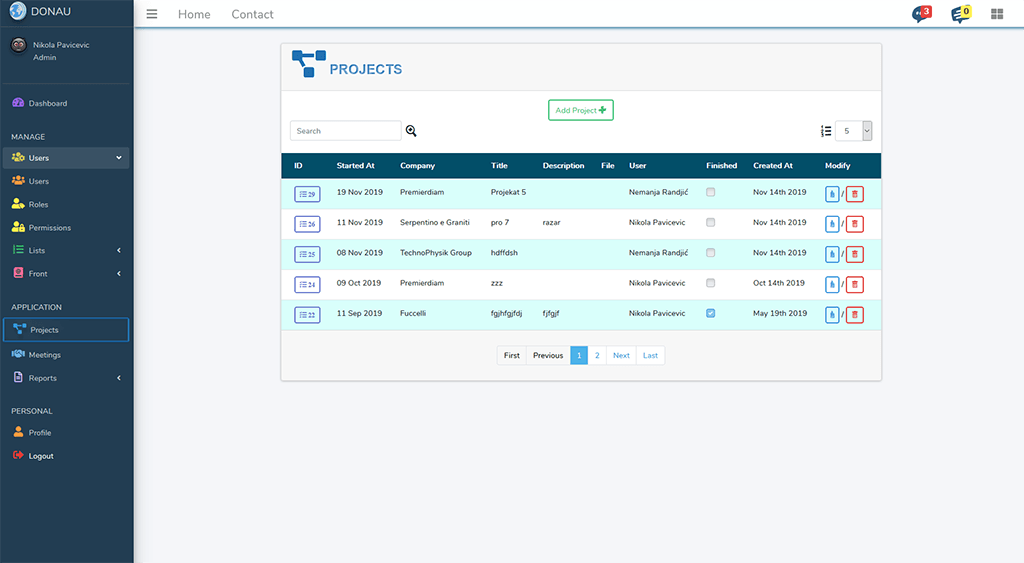 DONAU
Home Contact
3
0
Nikola Pavicevic
Admin
Dashboard
MANAGE
Users
Users
Roles
Permissions
Lists
Front
APPLICATION
Projects
Meetings
Reports
PERSONAL
Profile
Logout
PROJECTS
Add Project
Search
5
ID Started At Company Title Description File User Finished Created At Modify
29 19 Nov 2019 Premierdiam Projekat 5 Nemanja Randjić Nov 14th 2019 /
26 11 Nov 2019 Serpentino e Graniti pro 7 razar Nikola Pavicevic Nov 14th 2019 /
25 08 Nov 2019 TechnoPhysik Group hdffdsh Nemanja Randjić Nov 14th 2019 /
24 09 Oct 2019 Premierdiam zzz Nikola Pavicevic Oct 14th 2019 /
22 11 Sep 2019 Fuccelli fgjhfgjfdj fjfgjf Nikola Pavicevic May 19th 2019 /
First Previous 1 2 Next Last